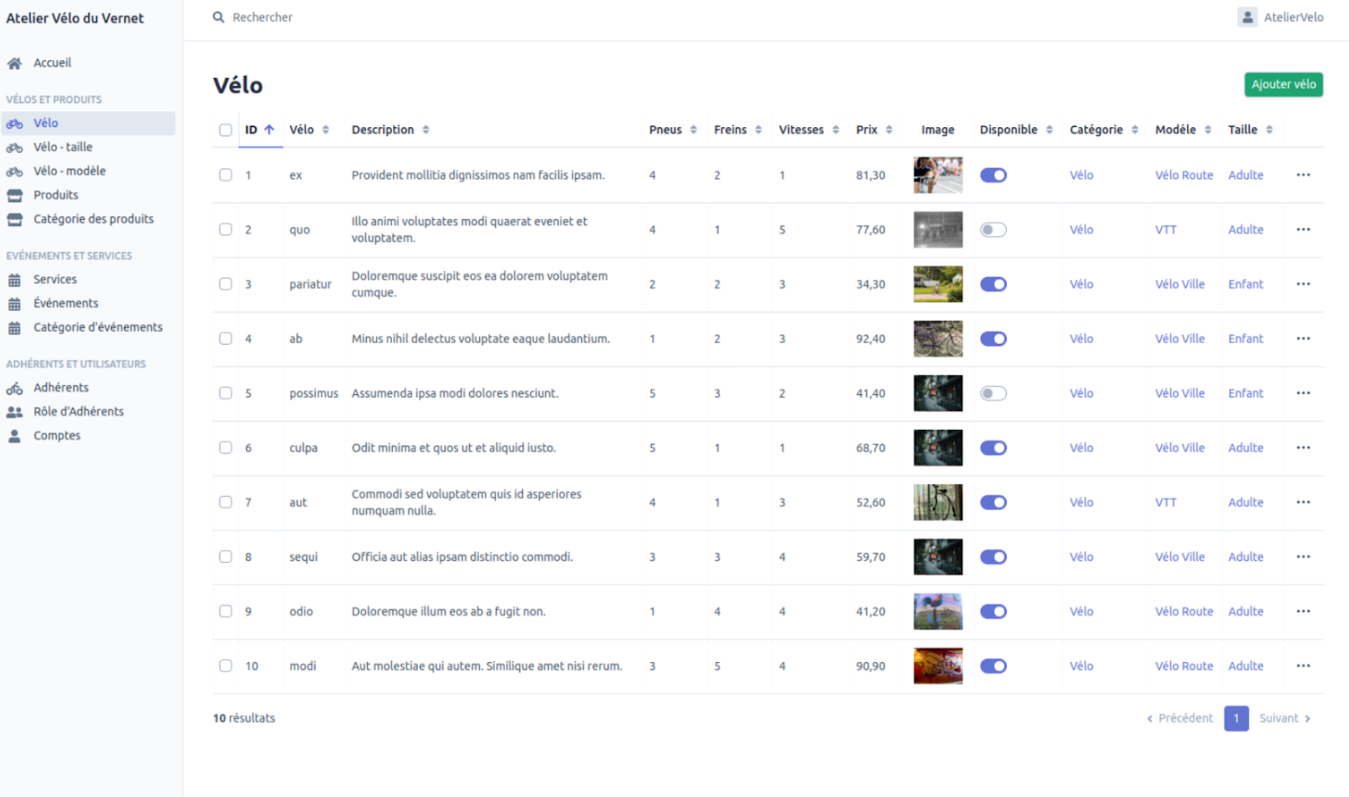 Atelier Vélo du Vernet
Rechercher
AtelierVelo
Accueil
VÉLOS ET PRODUITS
Vélo
Vélo - taille
Vélo - modèle
Produits
Catégorie des produits
EVÉNEMENTS ET SERVICES
Services
Événements
Catégorie d'événements
ADHÉRENTS ET UTILISATEURS
Adhérents
Rôle d'Adhérents
Comptes
Vélo
Ajouter vélo
ID Vélo Description Pneus Freins Vitesses Prix Image Disponible Catégorie Modéle Taille
1 ex Provident mollitia dignissimos nam facilis ipsam. 4 2 1 81,30 Vélo Vélo Route Adulte
2 quo Illo animi voluptates modi quaerat eveniet et
voluptatem. 4 1 5 77,60 Vélo VTT Adulte
3 pariatur Doloremque suscipit eos ea dolorem voluptatem
cumque. 2 2 3 34,30 Vélo Vélo Ville Enfant
4 ab Minus nihil delectus voluptate eaque laudantium. 1 2 3 92,40 Vélo Vélo Ville Enfant
5 possimus Assumenda ipsa modi dolores nesciunt. 5 3 2 41,40 Vélo Vélo Ville Enfant
6 culpa Odit minima et quos ut et aliquid iusto. 5 1 1 68,70 Vélo Vélo Ville Adulte
7 aut Commodi sed voluptatem quis id asperiores
numquam nulla. 4 1 3 52,60 Vélo VTT Adulte
8 sequi Officia aut alias ipsam distinctio commodi. 3 3 4 59,70 Vélo Vélo Ville Adulte
9 odio Doloremque illum eos ab a fugit non. 1 4 4 41,20 Vélo Vélo Route Adulte
10 modi Aut molestiae qui autem. Similique amet nisi rerum. 3 5 4 90,90 Vélo Vélo Route Adulte
10 résultats
Précédent 1 Suivant